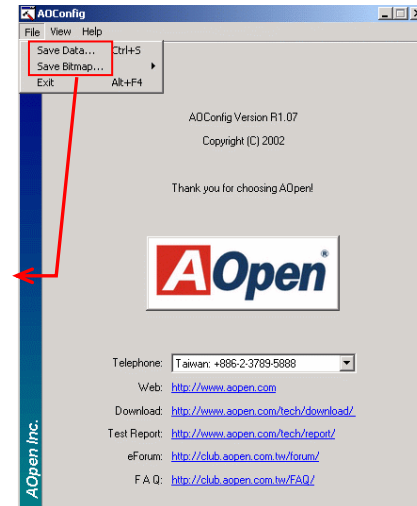 AOConfig
File View Help
Save Data... Ctrl+S
Save Bitmap...
Exit Alt+F4
AOConfig Version R1.07
Copyright (C) 2002
Thank you for choosing AOpen!
AOpen®
Telephone: Taiwan: +886-2-3789-5888
Web: http://www.aopen.com
Download: http://www.aopen.com/tech/download/
Test Report: http://www.aopen.com/tech/report/
eForum: http://club.aopen.com.tw/forum/
F A Q: http://club.aopen.com.tw/FAQ/
AOpen Inc.